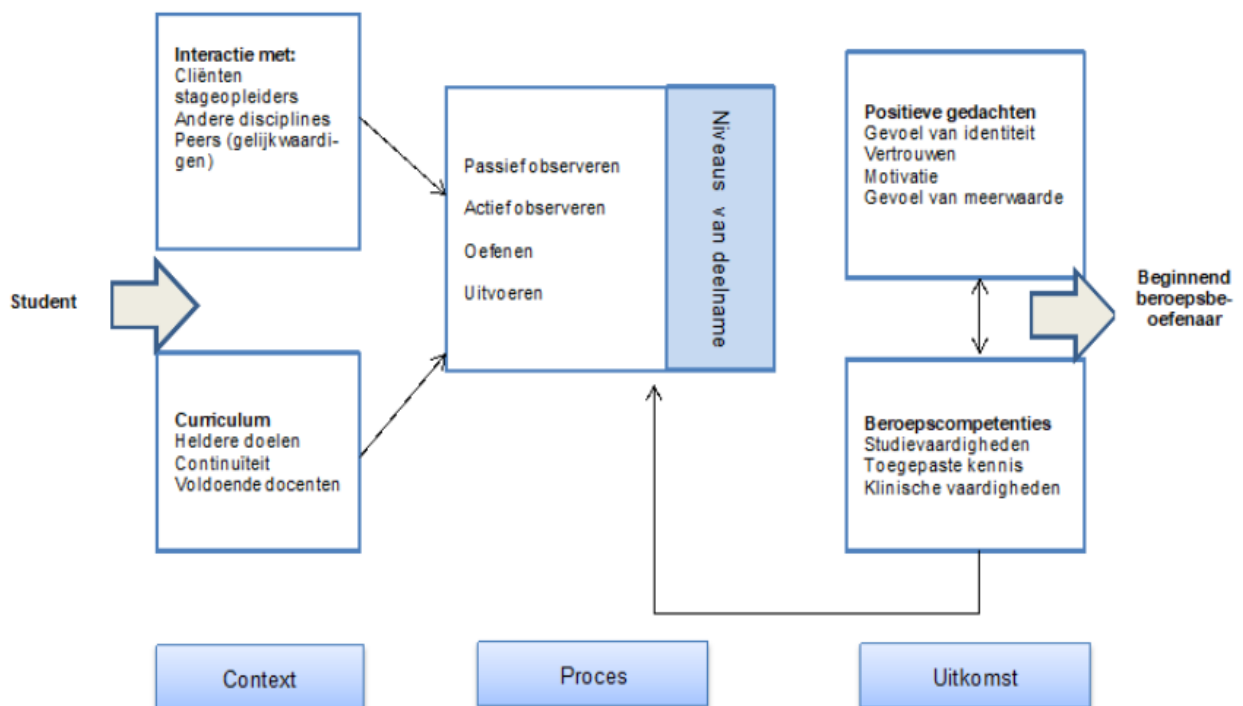 Student
Interactie met:
Cliënten
stageopleiders
Andere disciplines
Peers (gelijkwaardi-
gen)
Curriculum
Heldere doelen
Continuïteit
Voldoende docenten
Passief observeren
Actief observeren
Oefenen
Uitvoeren
Niveaus van deelname
Positieve gedachten
Gevoel van identiteit
Vertrouwen
Motivatie
Gevoel van meerwaarde
Beroepscompetenties
Studievaardigheden
Toegepaste kennis
Klinische vaardigheden
Beginnend
beroepsbe-
oefenaar
Context
Proces
Uitkomst